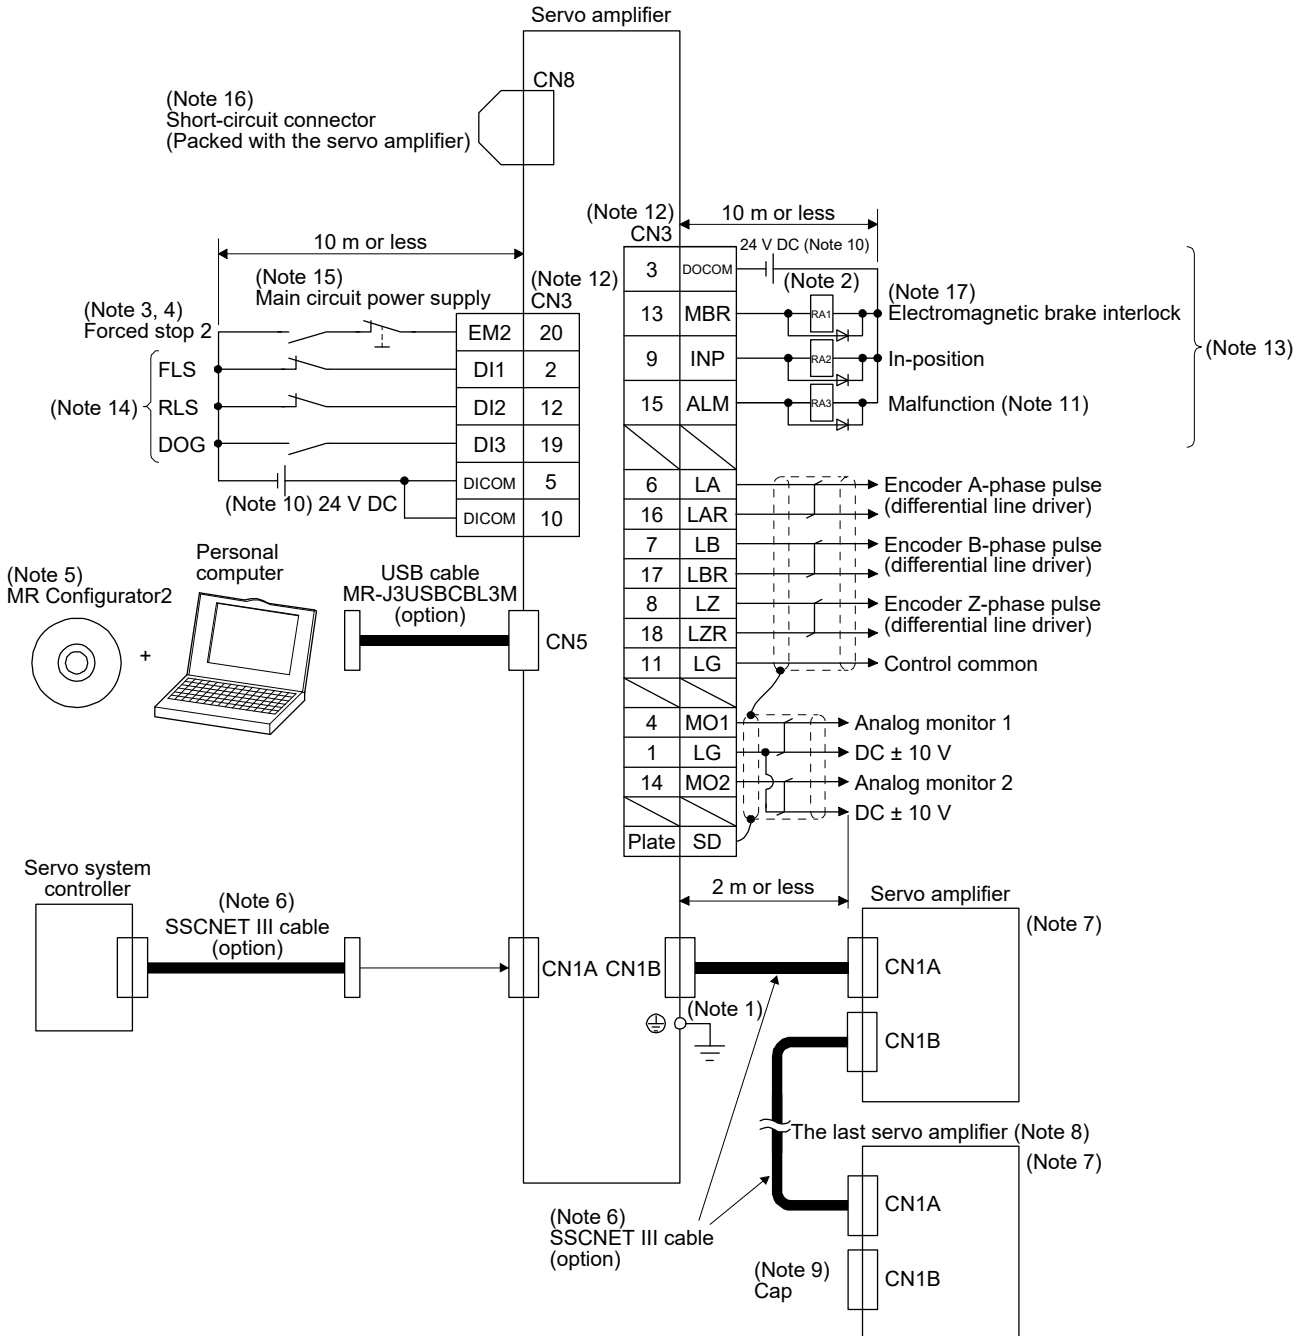 Servo amplifier
CN8
(Note 16)
Short-circuit connector
(Packed with the servo amplifier)
10 m or less
(Note 15)
Main circuit power supply
(Note 12)
CN3
(Note 3, 4)
Forced stop 2
EM2 20
FLS
DI1 2
(Note 14)
RLS
DI2 12
DOG
DI3 19
DICOM 5
(Note 10) 24 V DC
DICOM 10
(Note 12)
CN3
10 m or less
24 V DC (Note 10)
3 DOCOM
(Note 2)
(Note 17)
13 MBR
RA1
Electromagnetic brake interlock
9 INP
RA2
In-position
(Note 13)
15 ALM
RA3
Malfunction (Note 11)
6 LA
Encoder A-phase pulse
(differential line driver)
16 LAR
7 LB
Encoder B-phase pulse
(differential line driver)
17 LBR
8 LZ
Encoder Z-phase pulse
(differential line driver)
18 LZR
11 LG
Control common
4 MO1
Analog monitor 1
1 LG
DC ± 10 V
14 MO2
Analog monitor 2
DC ± 10 V
Plate SD
2 m or less
(Note 5)
MR Configurator2
+
Personal
computer
USB cable
MR-J3USBCBL3M
(option)
CN5
Servo system
controller
(Note 6)
SSCNET III cable
(option)
CN1A CN1B
(Note 1)
Servo amplifier
(Note 7)
CN1A
CN1B
The last servo amplifier (Note 8)
(Note 7)
CN1A
(Note 6)
SSCNET III cable
(option)
(Note 9)
Cap
CN1B